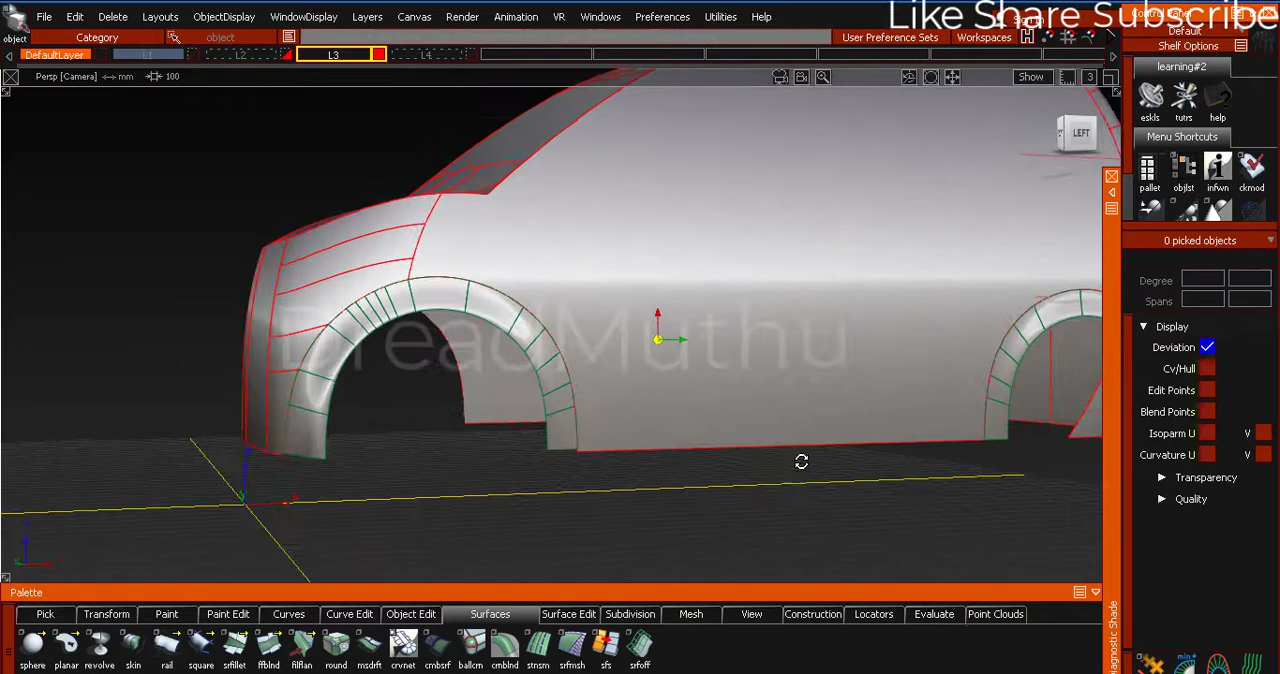 Like Share Subscribe
File Edit Delete Layouts ObjectDisplay WindowDisplay Layers Canvas Render Animation VR Windows Preferences Utilities Help
object Category object User Preference Sets Workspaces
DefaultLayer L1 L2 L3 L4
Persp [Camera] mm 100 Show 3
LEFT
DreadMuthu
Control Panel
Default
Shelf Options
learning#2
eskls tutrs help
Menu Shortcuts
pallet objlst infwn ckmod
0 picked objects
Degree
Spans
Display
Deviation
Cv/Hull
Edit Points
Blend Points
Isoparm U V
Curvature U V
Transparency
Quality
Diagnostic Shade
Palette
Pick Transform Paint Paint Edit Curves Curve Edit Object Edit Surfaces Surface Edit Subdivision Mesh View Construction Locators Evaluate Point Clouds
sphere planar revolve skin rail square srfillet ffblnd filflan round msdrft crvnet cmbsrf ballcrn cmblnd stnsm srfmsh sfs srfoff